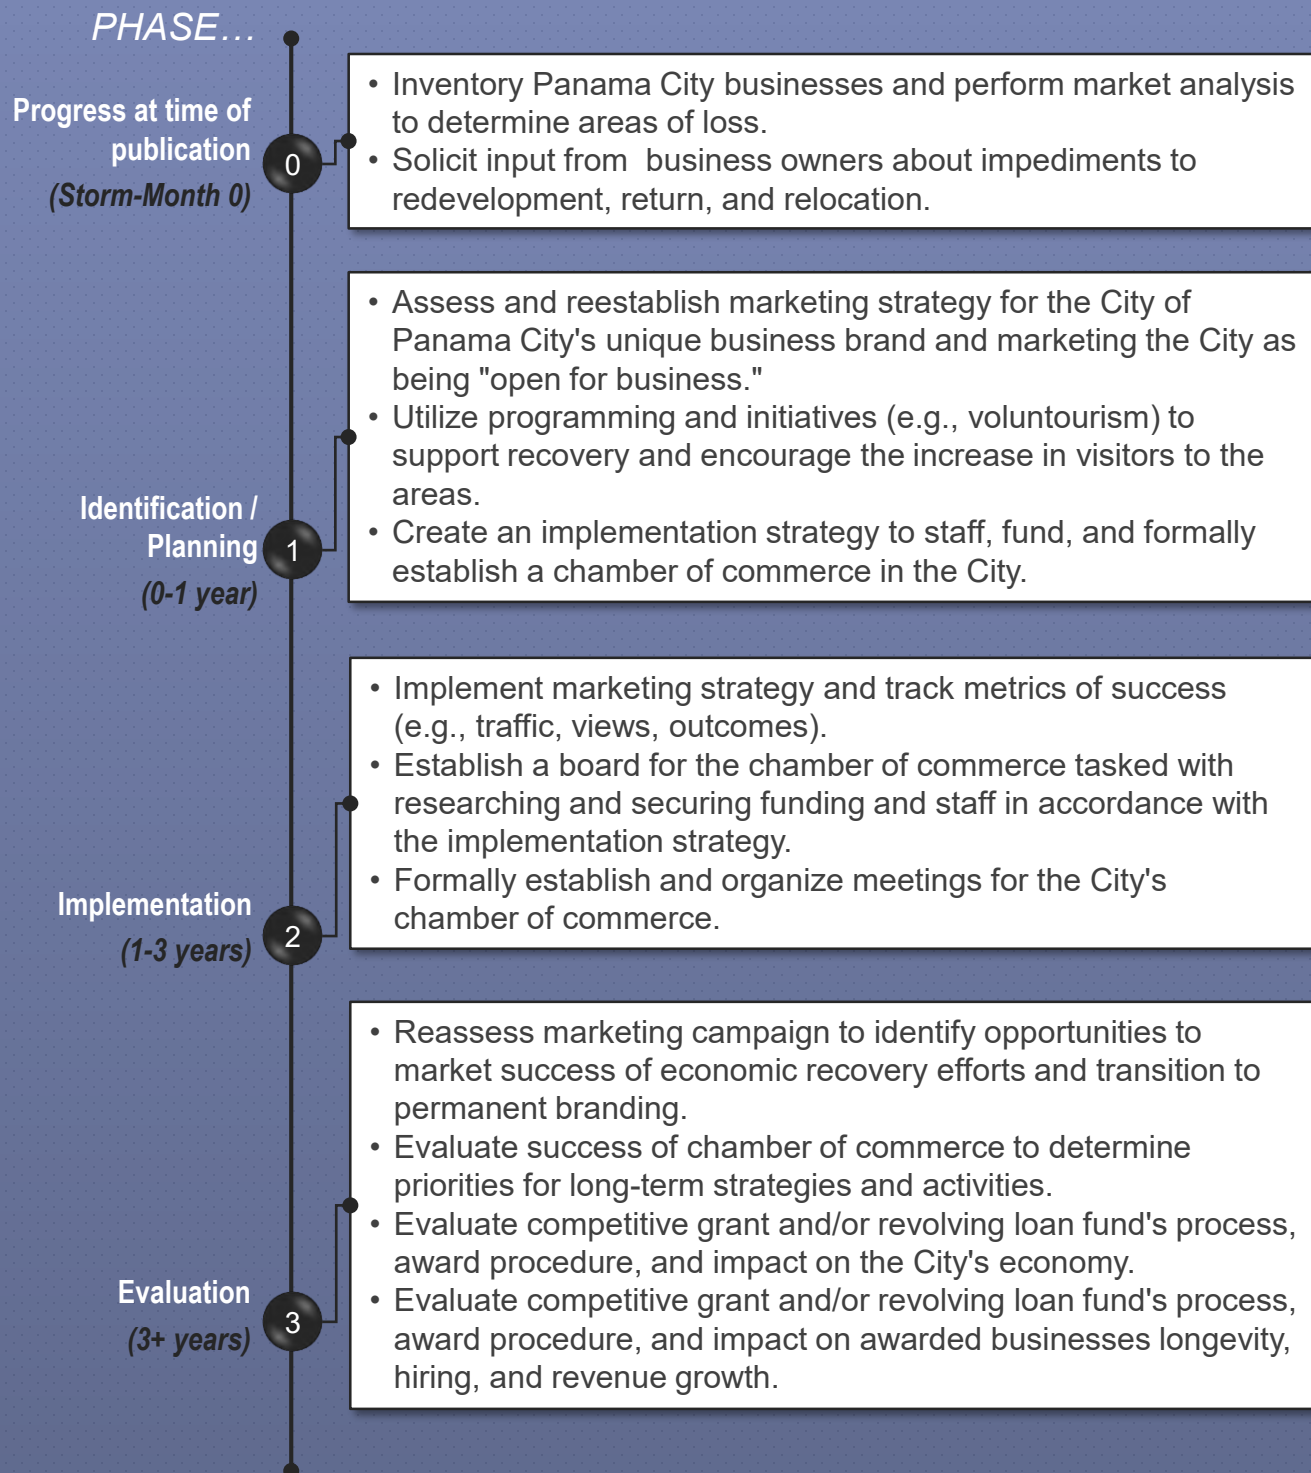 PHASE…
Progress at time of
publication
(Storm-Month 0)
0
• Inventory Panama City businesses and perform market analysis
to determine areas of loss.
• Solicit input from  business owners about impediments to
redevelopment, return, and relocation.
Identification /
Planning
(0-1 year)
1
• Assess and reestablish marketing strategy for the City of
Panama City's unique business brand and marketing the City as
being "open for business."
• Utilize programming and initiatives (e.g., voluntourism) to
support recovery and encourage the increase in visitors to the
areas.
• Create an implementation strategy to staff, fund, and formally
establish a chamber of commerce in the City.
Implementation
(1-3 years)
2
• Implement marketing strategy and track metrics of success
(e.g., traffic, views, outcomes).
• Establish a board for the chamber of commerce tasked with
researching and securing funding and staff in accordance with
the implementation strategy.
• Formally establish and organize meetings for the City's
chamber of commerce.
Evaluation
(3+ years)
3
• Reassess marketing campaign to identify opportunities to
market success of economic recovery efforts and transition to
permanent branding.
• Evaluate success of chamber of commerce to determine
priorities for long-term strategies and activities.
• Evaluate competitive grant and/or revolving loan fund's process,
award procedure, and impact on the City's economy.
• Evaluate competitive grant and/or revolving loan fund's process,
award procedure, and impact on awarded businesses longevity,
hiring, and revenue growth.